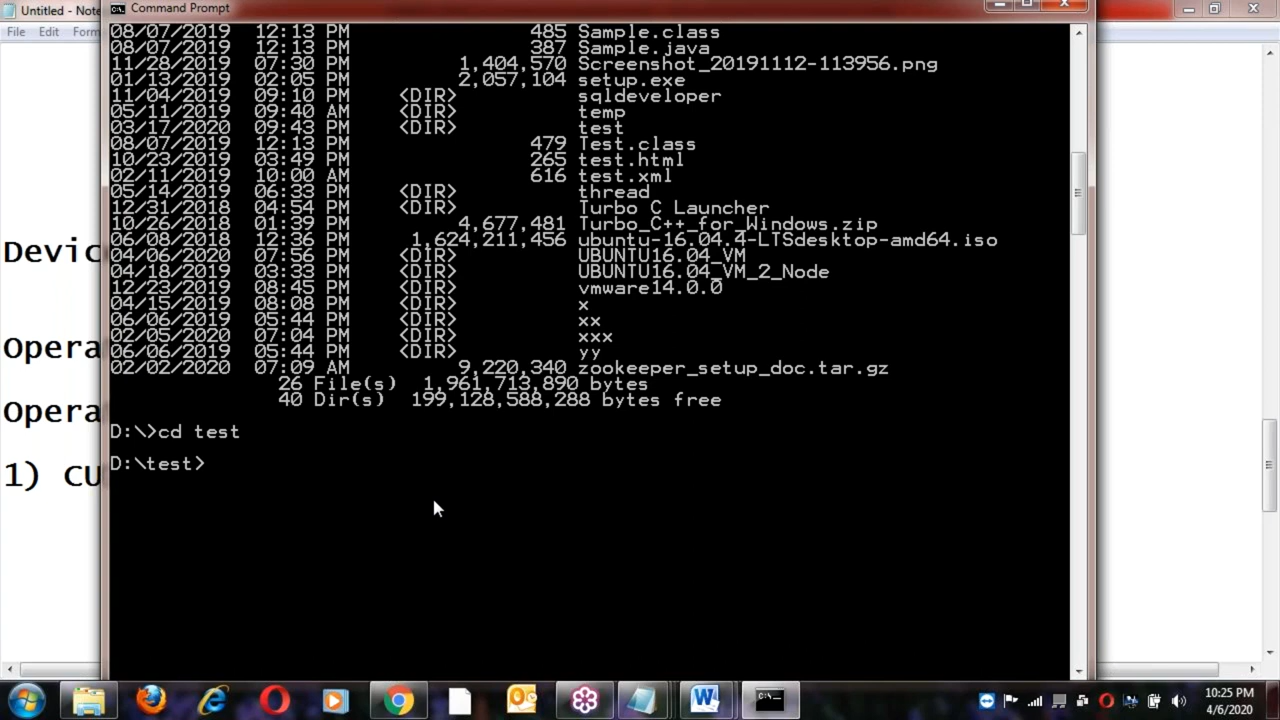 Untitled - Note
Command Prompt
File Edit Form
08/07/2019 12:13 PM 485 Sample.class
08/07/2019 12:13 PM 387 Sample.java
11/28/2019 07:30 PM 1,404,570 Screenshot_20191112-113956.png
01/13/2019 02:05 PM 2,057,104 setup.exe
11/04/2019 09:10 PM <DIR> sqldeveloper
05/11/2019 09:40 AM <DIR> temp
03/17/2020 09:43 PM <DIR> test
08/07/2019 12:13 PM 479 Test.class
10/23/2019 03:49 PM 265 test.html
02/11/2019 10:00 AM 616 test.xml
05/14/2019 06:33 PM <DIR> thread
12/31/2018 04:54 PM <DIR> Turbo C Launcher
10/26/2018 01:39 PM 4,677,481 Turbo_C++_for_Windows.zip
06/08/2018 12:36 PM 1,624,211,456 ubuntu-16.04.4-LTSdesktop-amd64.iso
04/20/2019 07:56 PM <DIR> UBUNTU16.04_VM
04/18/2019 03:33 PM <DIR> UBUNTU16.04_VM_2_Node
12/23/2019 08:45 PM <DIR> vmware14.0.0
04/15/2019 08:08 PM <DIR> x
06/06/2019 05:44 PM <DIR> xx
02/05/2020 07:04 PM <DIR> xxx
06/06/2019 05:44 PM <DIR> yy
02/02/2020 07:09 AM 9,220,340 zookeeper_setup_doc.tar.gz
26 File(s) 1,961,713,890 bytes
40 Dir(s) 199,128,588,288 bytes free
D:\>cd test
D:\test>
Devic
Opera
Opera
1) CU
10:25 PM
4/6/2020